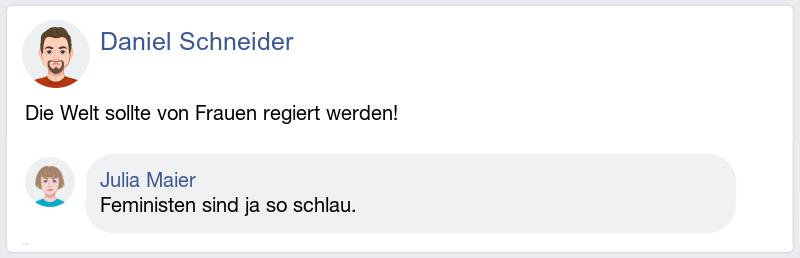 Daniel Schneider
Die Welt sollte von Frauen regiert werden!
Julia Maier
Feministen sind ja so schlau.